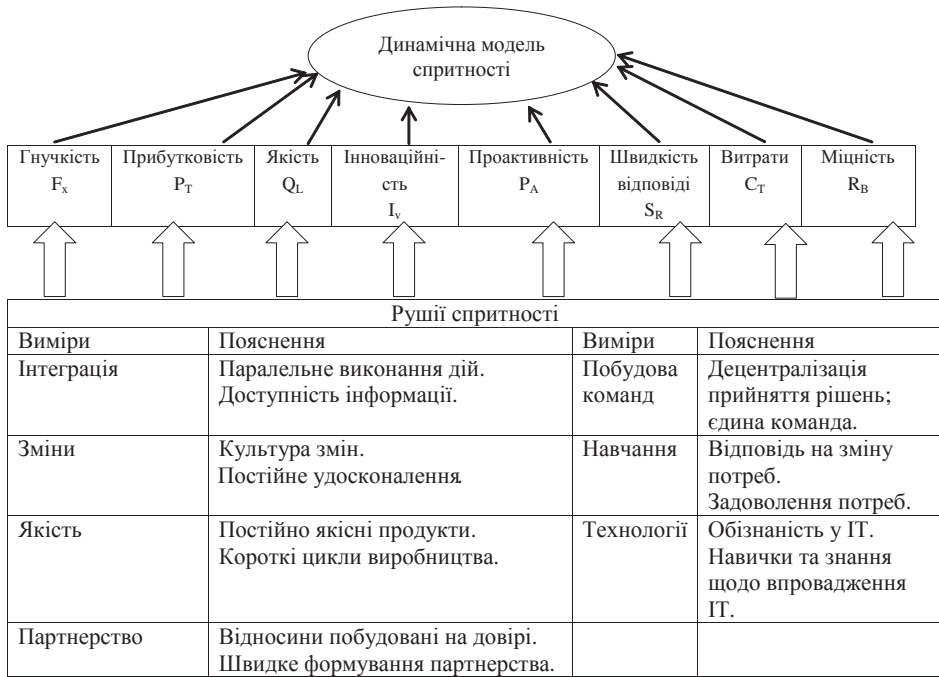 Динамічна модель
спритності
Гнучкість
Fx
Прибутковість
PT
Якість
QL
Інноваційні-
сть
Iv
Проактивність
PA
Швидкість
відповіді
SR
Витрати
CT
Міцність
RB
Рушії спритності
Виміри
Пояснення
Виміри
Пояснення
Інтеграція
Паралельне виконання дій.
Доступність інформації.
Побудова
команд
Децентралізація
прийняття рішень;
єдина команда.
Зміни
Культура змін.
Постійне удосконалення.
Навчання
Відповідь на зміну
потреб.
Задоволення потреб.
Якість
Постійно якісні продукти.
Короткі цикли виробництва.
Технології
Обізнаність у ІТ.
Навички та знання
щодо впровадження
ІТ.
Партнерство
Відносини побудовані на довірі.
Швидке формування партнерства.